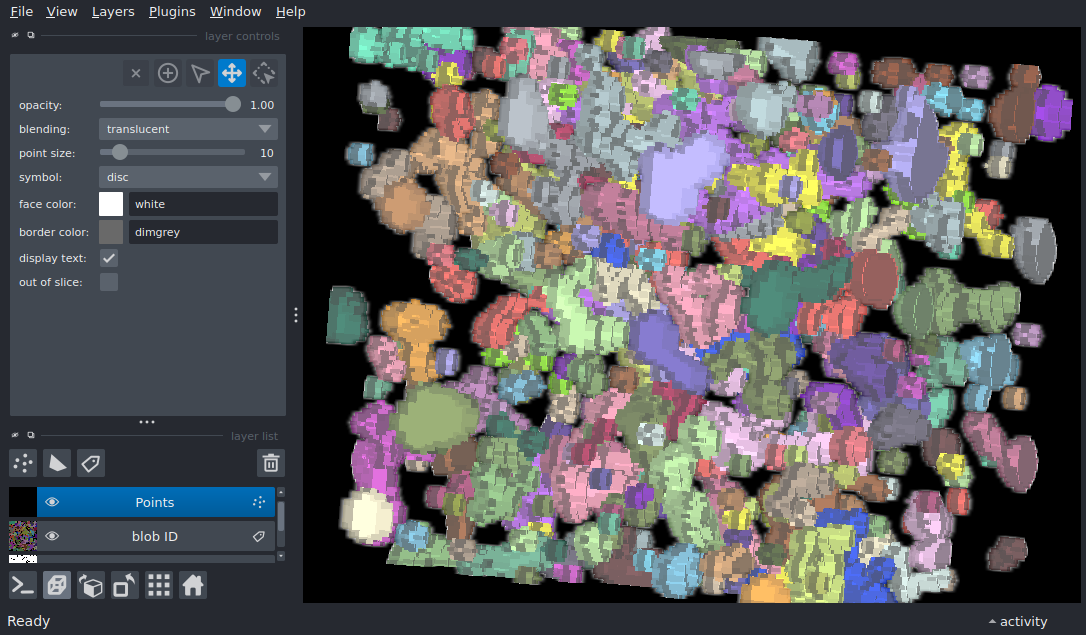 File View Layers Plugins Window Help
layer controls
opacity: 1.00
blending: translucent
point size: 10
symbol: disc
face color: white
border color: dimgrey
display text:
out of slice:
layer list
Points
blob ID
Ready
activity